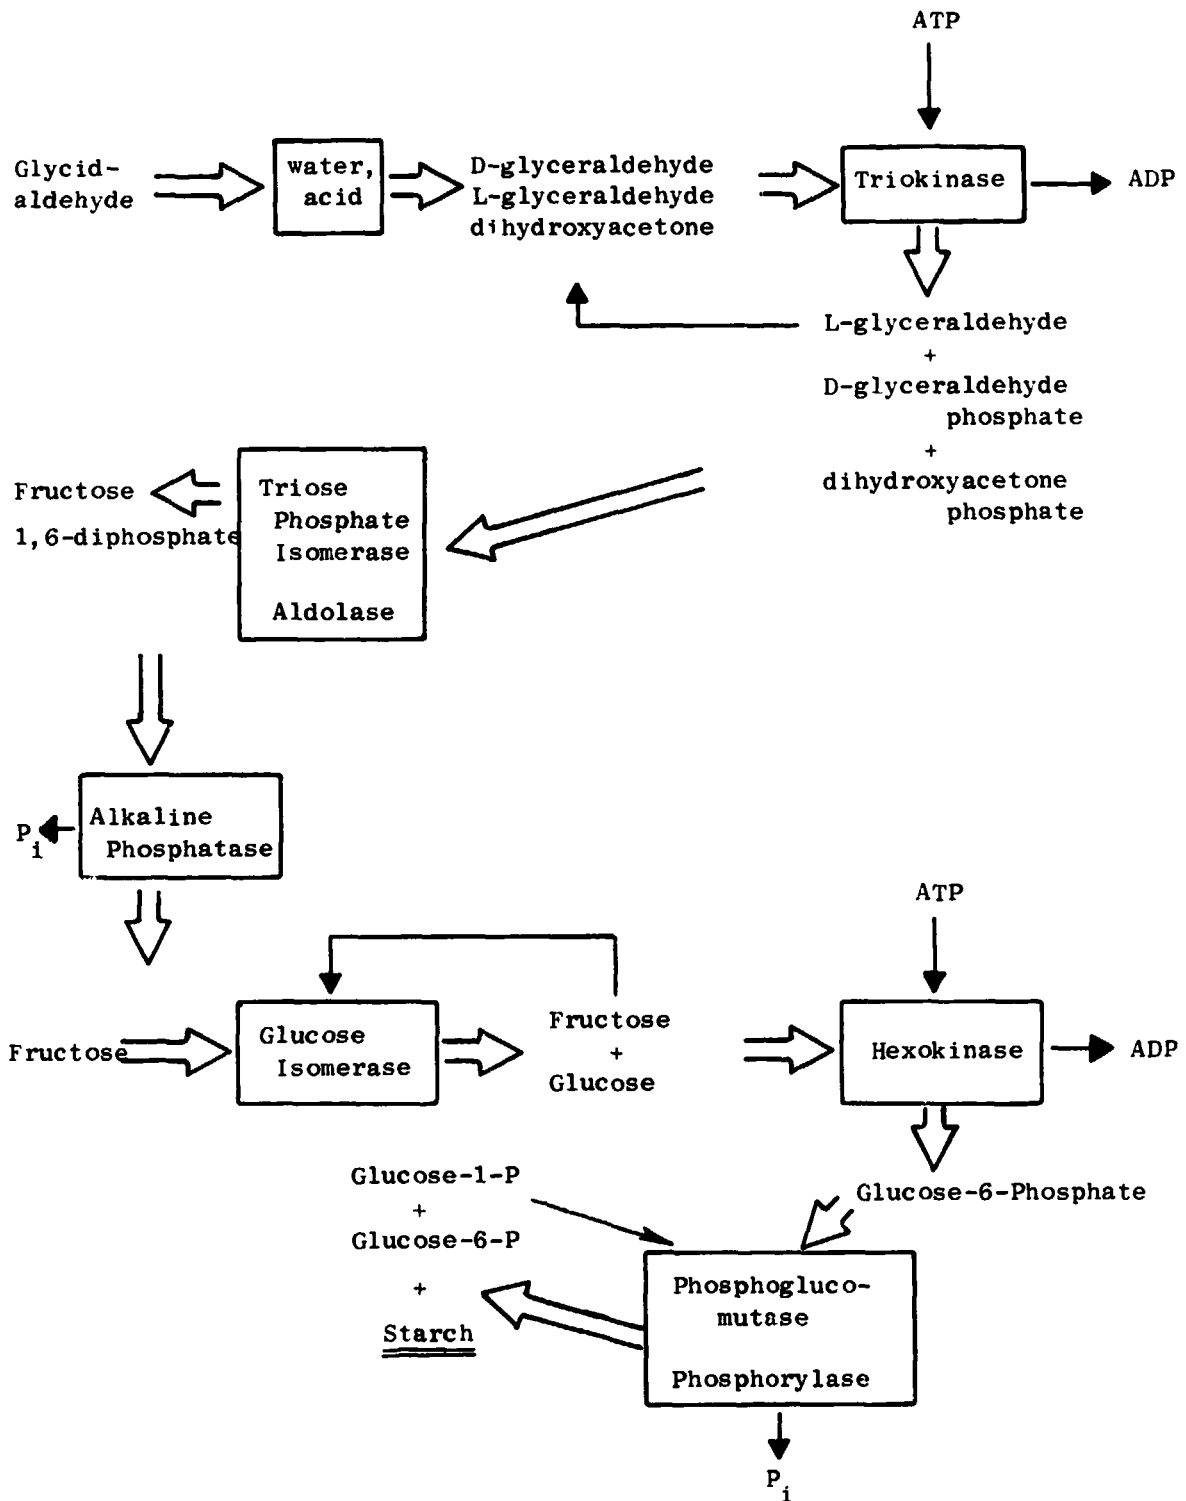 ATP
Glycid-
aldehyde
water,
acid
D-glyceraldehyde
L-glyceraldehyde
dihydroxyacetone
Triokinase
ADP
L-glyceraldehyde
+
D-glyceraldehyde
phosphate
+
dihydroxyacetone
phosphate
Fructose
1,6-diphosphate
Triose
Phosphate
Isomerase
Aldolase
Alkaline
Phosphatase
Pi
ATP
Fructose
Glucose
Isomerase
Fructose
+
Glucose
Hexokinase
ADP
Glucose-6-Phosphate
Glucose-1-P
+
Glucose-6-P
+
Starch
Phosphogluco-
mutase
Phosphorylase
Pi